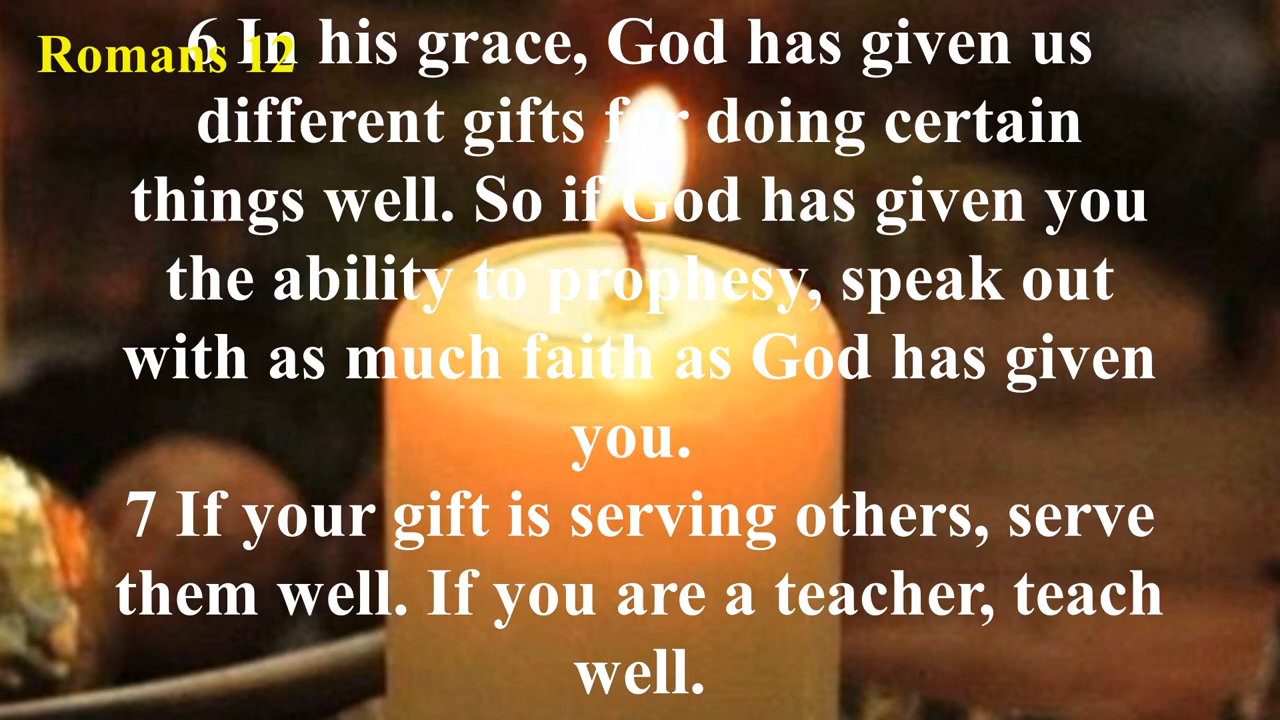 Romans 12
6 In his grace, God has given us
different gifts for doing certain
things well. So if God has given you
the ability to prophesy, speak out
with as much faith as God has given
you.
7 If your gift is serving others, serve
them well. If you are a teacher, teach
well.